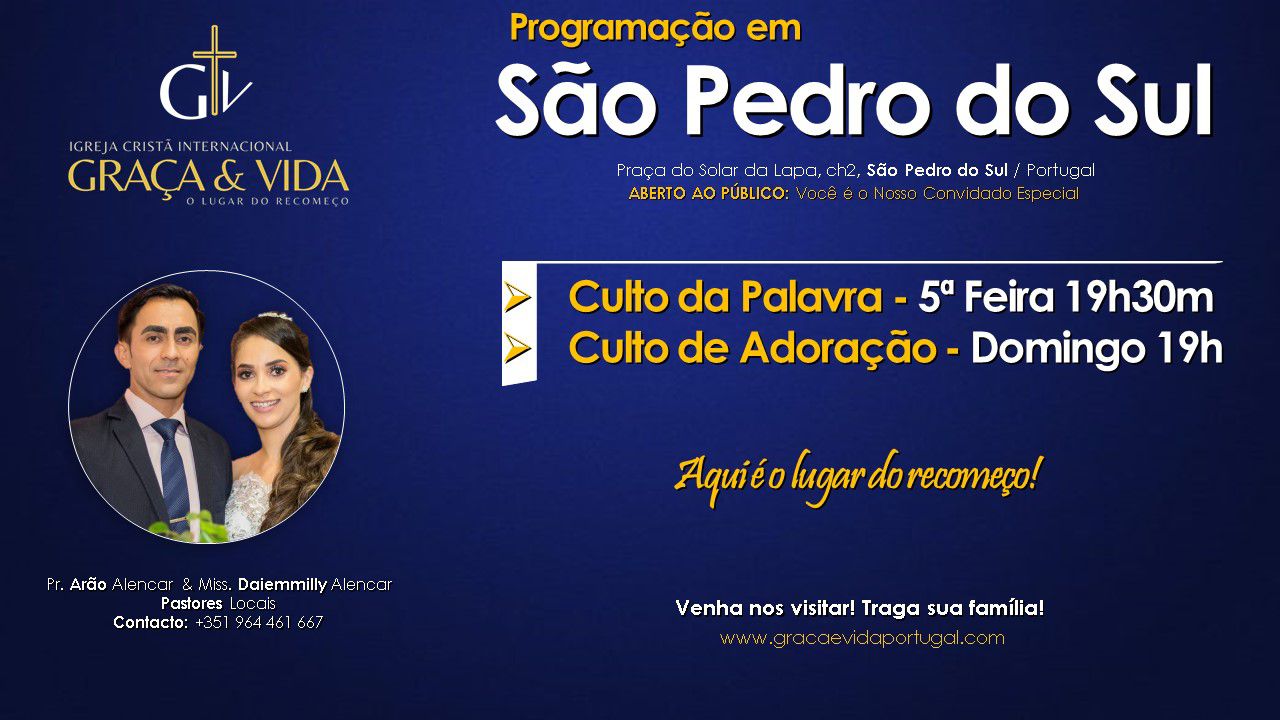 GV
IGREJA CRISTÃ INTERNACIONAL
GRAÇA & VIDA
O LUGAR DO RECOMEÇO
Programação em
São Pedro do Sul
Praça do Solar da Lapa, ch2, São Pedro do Sul / Portugal
ABERTO AO PÚBLICO: Você é o Nosso Convidado Especial
Culto da Palavra - 5ª Feira 19h30m
Culto de Adoração - Domingo 19h
Aqui é o lugar do recomeço!
Pr. Arão Alencar & Miss. Daiemmilly Alencar
Pastores Locais
Contacto: +351 964 461 667
Venha nos visitar! Traga sua família!
www.gracaevidaportugal.com